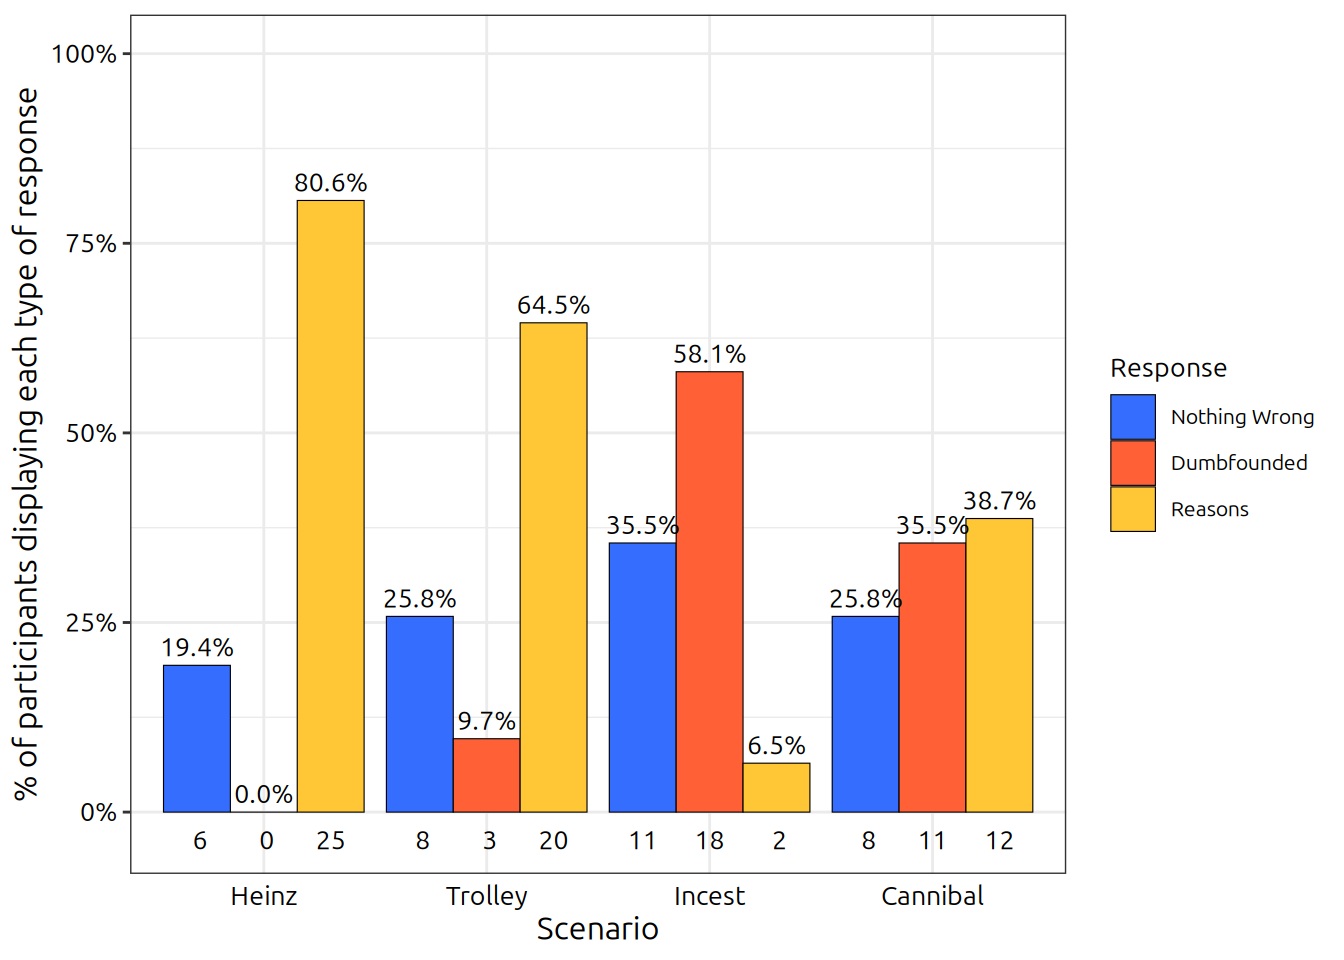 % of participants displaying each type of response
100%
75%
50%
25%
0%
80.6%
64.5%
58.1%
38.7%
35.5%
35.5%
25.8%
25.8%
19.4%
9.7%
6.5%
0.0%
6 0 25 8 3 20 11 18 2 8 11 12
Heinz Trolley Incest Cannibal
Scenario
Response
Nothing Wrong
Dumbfounded
Reasons